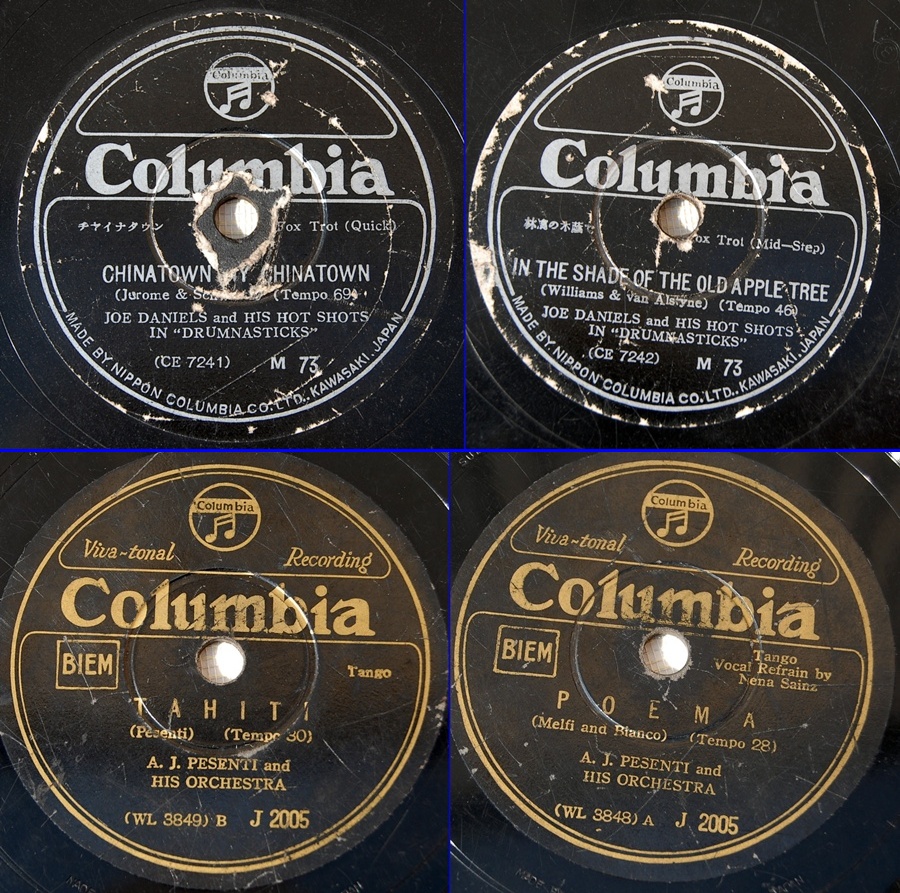 Columbia
Columbia
チャイナタウン Fox Trot (Quick)
CHINATOWN MY CHINATOWN
(Jerome & (Tempo 69)
JOE DANIELS and HIS HOT SHOTS
IN "DRUMNASTICKS"
(CE 7241) M 73
MADE BY NIPPON COLUMBIA CO. LTD., KAWASAKI, JAPAN
Columbia
Columbia
Fox Trot (Mid-Step)
IN THE SHADE OF THE OLD APPLE TREE
(Williams & Van Alstyne) (Tempo 46)
JOE DANIELS and HIS HOT SHOTS
IN "DRUMNASTICKS"
(CE 7242) M 73
MADE BY NIPPON COLUMBIA CO. LTD., KAWASAKI, JAPAN
Columbia
Viva-tonal Recording
Columbia
BIEM
Tango
TAHITI
(Pesenti) (Tempo 30)
A. J. PESENTI and
HIS ORCHESTRA
(WL 3849) B J 2005
Columbia
Viva-tonal Recording
Columbia
BIEM
Tango
Vocal Refrain by
Nena Sainz
POEMA
(Melfi and Bianco) (Tempo 28)
A. J. PESENTI and
HIS ORCHESTRA
(WL 3848) A J 2005